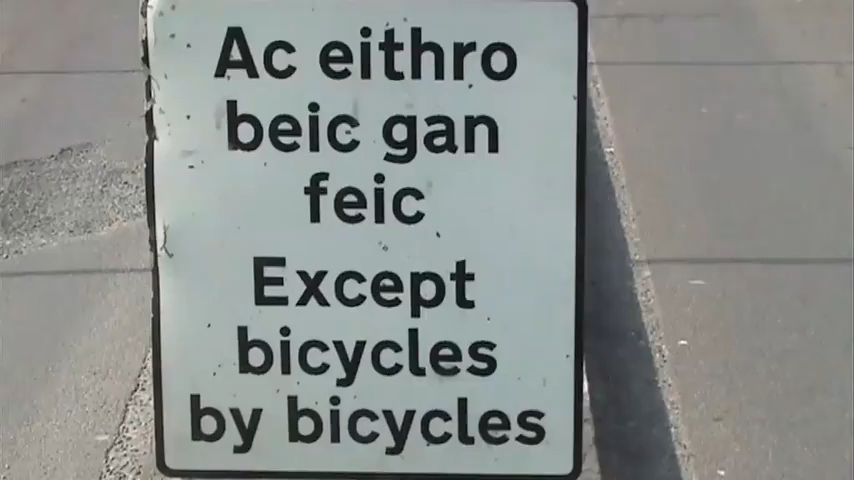 Ac eithro
beic gan
feic
Except
bicycles
by bicycles